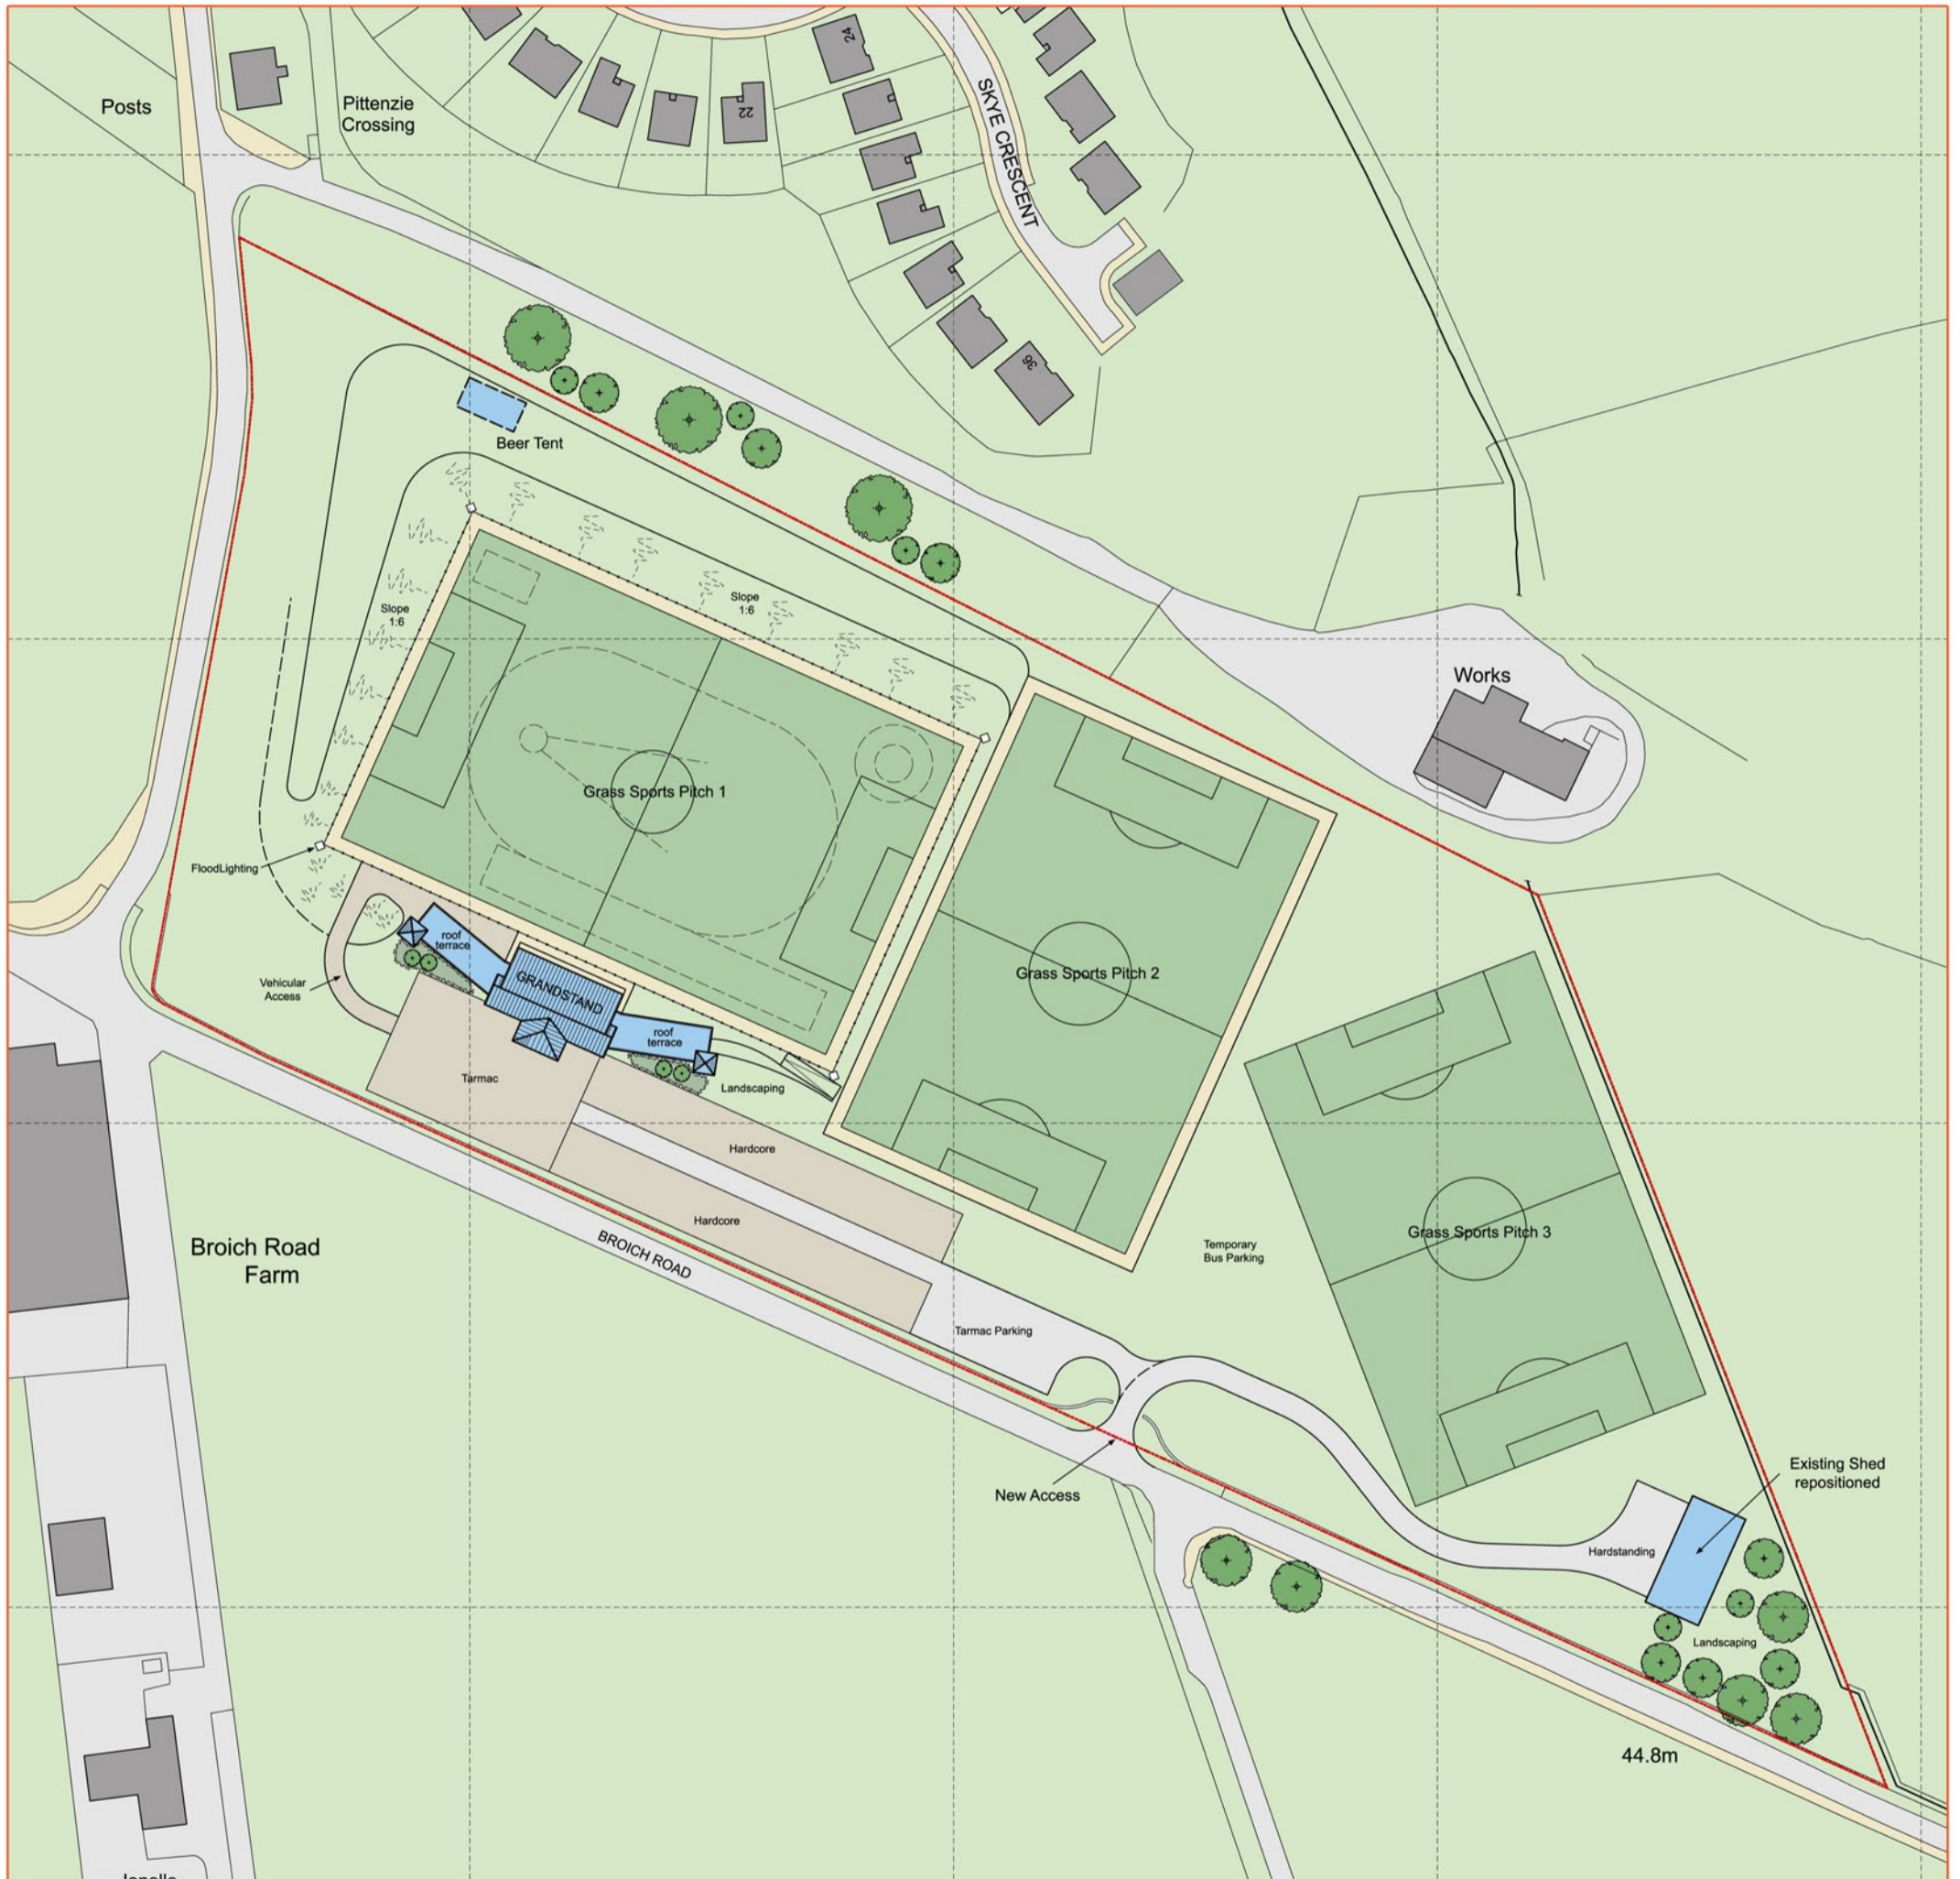 24
SKYE CRESCENT
Posts
Pittenzie
Crossing
22
36
Beer Tent
Slope
1:6
Slope
1:6
Works
Grass Sports Pitch 1
FloodLighting
roof
terrace
Vehicular
Access
GRANDSTAND
Grass Sports Pitch 2
roof
terrace
Tarmac
Landscaping
Hardcore
Hardcore
BROICH ROAD
Broich Road
Farm
Temporary
Bus Parking
Grass Sports Pitch 3
Tarmac Parking
New Access
Existing Shed
repositioned
Hardstanding
Landscaping
44.8m